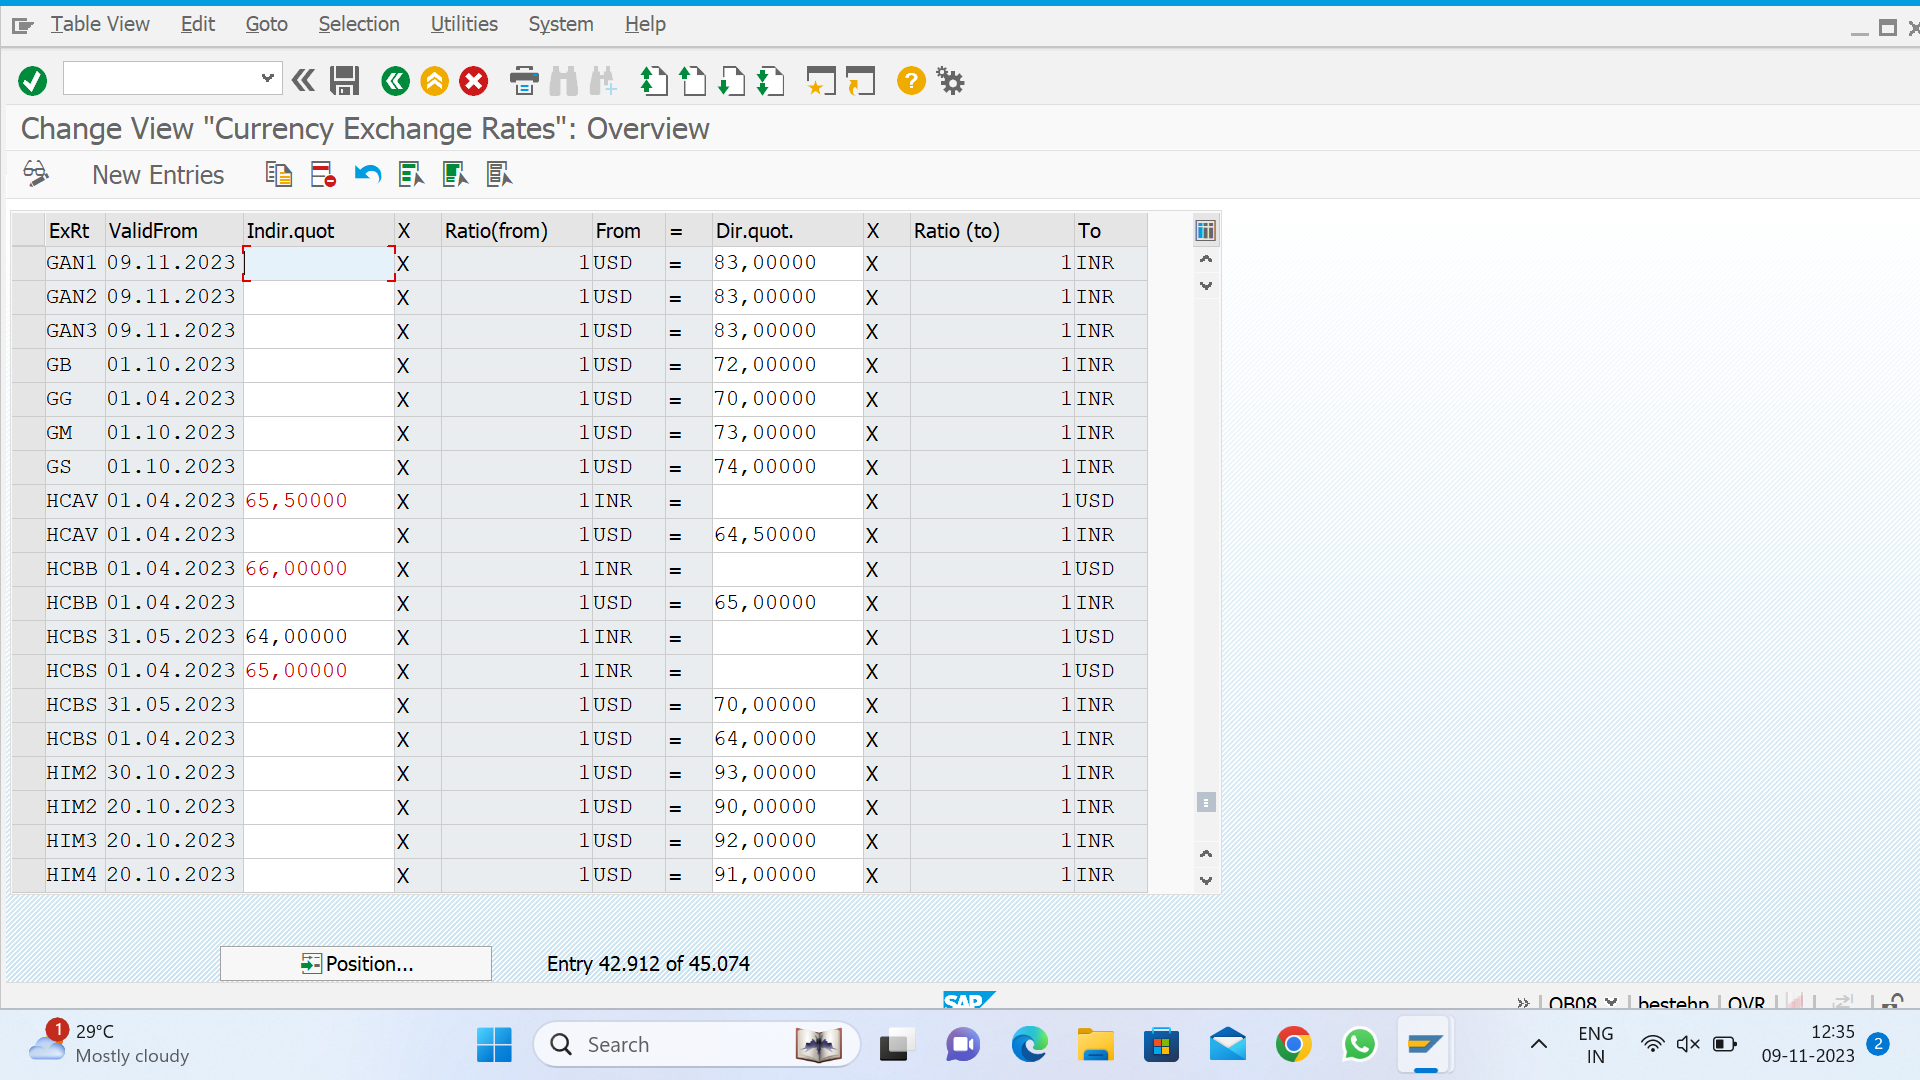 Table View Edit Goto Selection Utilities System Help
Change View "Currency Exchange Rates": Overview
New Entries
ExRt ValidFrom Indir.quot X Ratio(from) From = Dir.quot. X Ratio (to) To
GAN1 09.11.2023 X 1 USD = 83,00000 X 1 INR
GAN2 09.11.2023 X 1 USD = 83,00000 X 1 INR
GAN3 09.11.2023 X 1 USD = 83,00000 X 1 INR
GB 01.10.2023 X 1 USD = 72,00000 X 1 INR
GG 01.04.2023 X 1 USD = 70,00000 X 1 INR
GM 01.10.2023 X 1 USD = 73,00000 X 1 INR
GS 01.10.2023 X 1 USD = 74,00000 X 1 INR
HCAV 01.04.2023 65,50000 X 1 INR = X 1 USD
HCAV 01.04.2023 X 1 USD = 64,50000 X 1 INR
HCBB 01.04.2023 66,00000 X 1 INR = X 1 USD
HCBB 01.04.2023 X 1 USD = 65,00000 X 1 INR
HCBS 31.05.2023 64,00000 X 1 INR = X 1 USD
HCBS 01.04.2023 65,00000 X 1 INR = X 1 USD
HCBS 31.05.2023 X 1 USD = 70,00000 X 1 INR
HCBS 01.04.2023 X 1 USD = 64,00000 X 1 INR
HIM2 30.10.2023 X 1 USD = 93,00000 X 1 INR
HIM2 20.10.2023 X 1 USD = 90,00000 X 1 INR
HIM3 20.10.2023 X 1 USD = 92,00000 X 1 INR
HIM4 20.10.2023 X 1 USD = 91,00000 X 1 INR
Position... Entry 42.912 of 45.074
SAP OB08 bestehp OVR
1 29°C
Mostly cloudy
Search
ENG
IN
12:35
09-11-2023
2